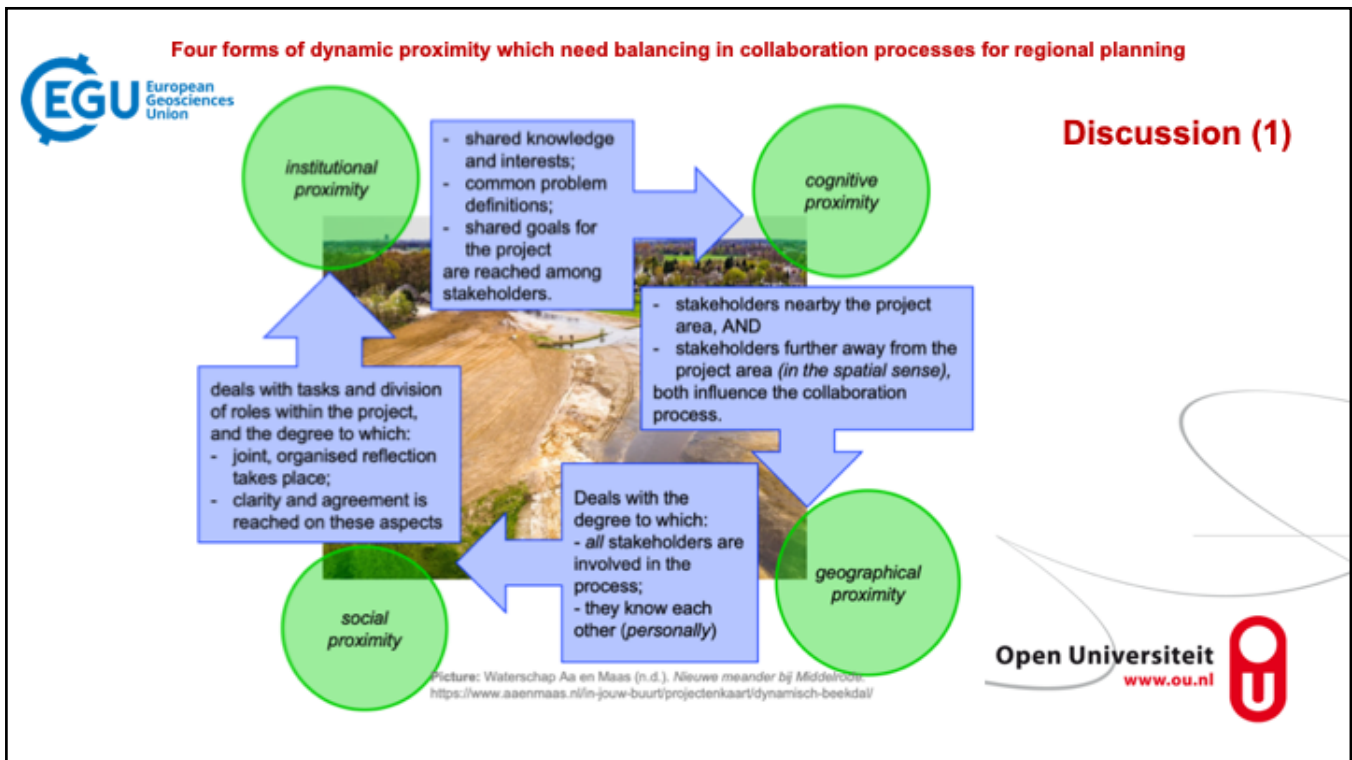 Four forms of dynamic proximity which need balancing in collaboration processes for regional planning
EGU
European
Geosciences
Union
Discussion (1)
institutional
proximity
- shared knowledge
and interests;
- common problem
definitions;
- shared goals for
the project
are reached among
stakeholders.
cognitive
proximity
- stakeholders nearby the project
area, AND
- stakeholders further away from the
project area (in the spatial sense),
both influence the collaboration
process.
deals with tasks and division
of roles within the project,
and the degree to which:
- joint, organised reflection
takes place;
- clarity and agreement is
reached on these aspects
Deals with the
degree to which:
- all stakeholders are
involved in the
process;
- they know each
other (personally)
geographical
proximity
social
proximity
Picture: Waterschap Aa en Maas (n.d.). Nieuwe meander bij Middelrode.
https://www.aaenmaas.nl/in-jouw-buurt/projectenkaart/dynamisch-beekdal/
Open Universiteit
www.ou.nl